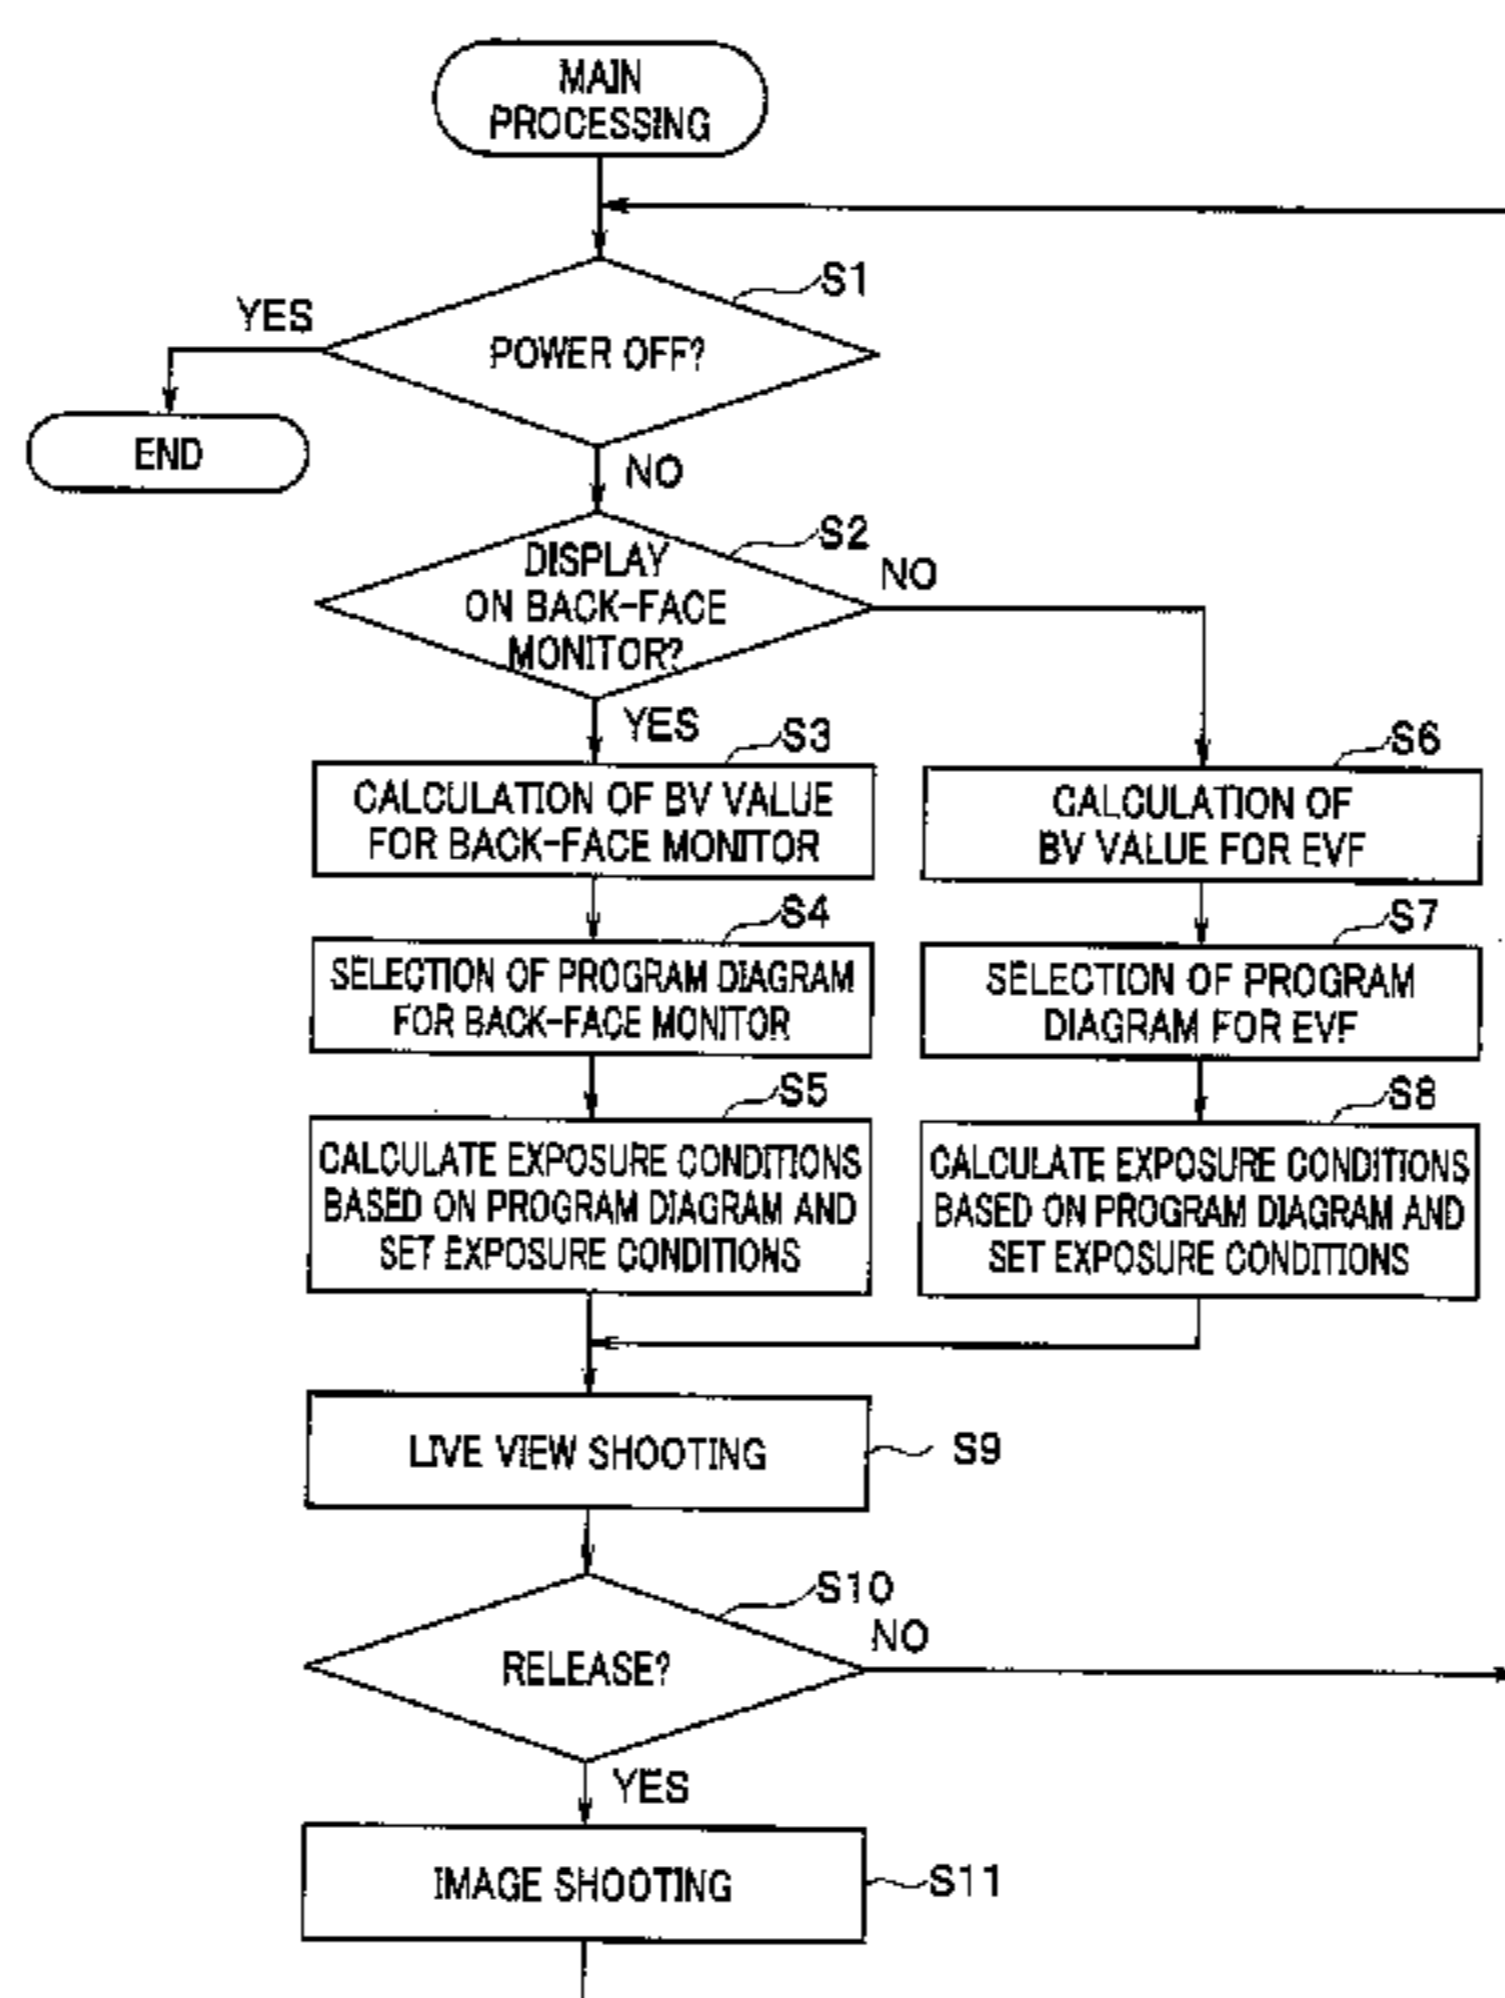 MAIN
PROCESSING
S1
YES
POWER OFF?
END
NO
S2
DISPLAY
ON BACK-FACE
MONITOR?
NO
YES
S3
CALCULATION OF BV VALUE
FOR BACK-FACE MONITOR
S6
CALCULATION OF
BV VALUE FOR EVF
S4
SELECTION OF PROGRAM DIAGRAM
FOR BACK-FACE MONITOR
S7
SELECTION OF PROGRAM
DIAGRAM FOR EVF
S5
CALCULATE EXPOSURE CONDITIONS
BASED ON PROGRAM DIAGRAM AND
SET EXPOSURE CONDITIONS
S8
CALCULATE EXPOSURE CONDITIONS
BASED ON PROGRAM DIAGRAM AND
SET EXPOSURE CONDITIONS
LIVE VIEW SHOOTING
S9
S10
RELEASE?
NO
YES
IMAGE SHOOTING
S11